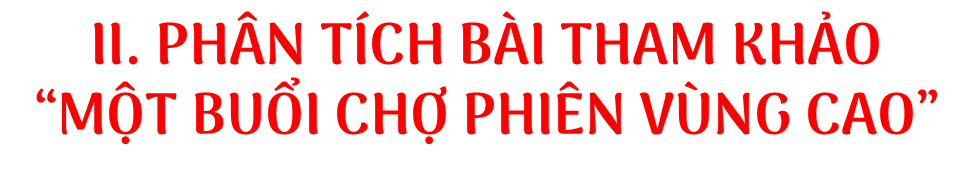 II. PHÂN TÍCH BÀI THAM KHẢO
“MỘT BUỔI CHỢ PHIÊN VÙNG CAO”